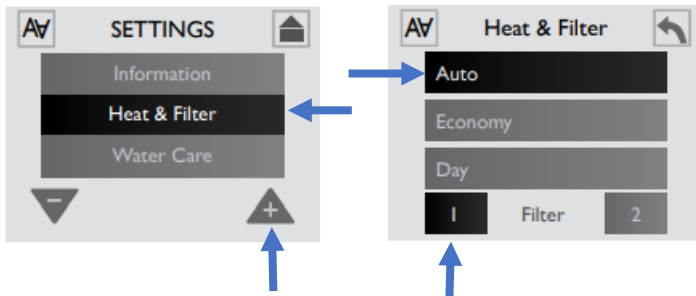 A∀ SETTINGS
Information
Heat & Filter
Water Care
− +
A∀ Heat & Filter
Auto
Economy
Day
1 Filter 2